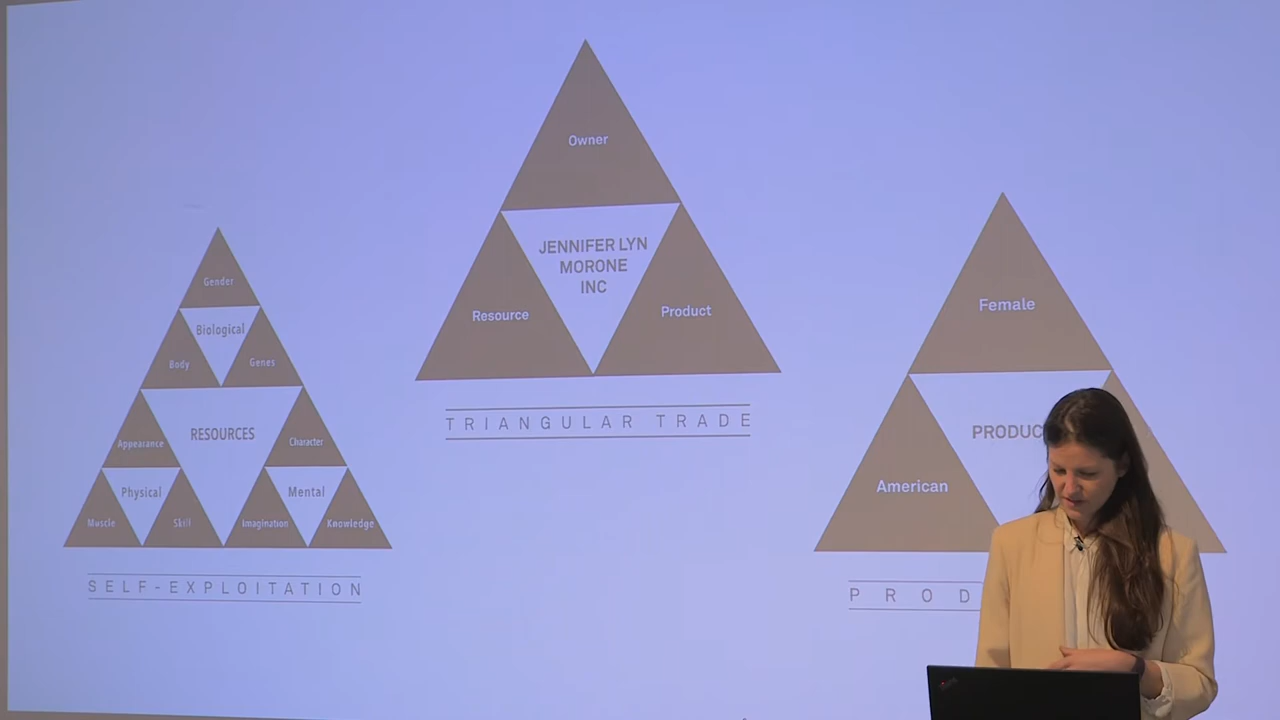 Gender
Biological
Body
Genes
RESOURCES
Appearance
Character
Physical
Mental
Muscle
Skill
Imagination
Knowledge
SELF-EXPLOITATION
Owner
JENNIFER LYN
MORONE
INC
Resource
Product
TRIANGULAR TRADE
Female
PRODUC
American
PROD